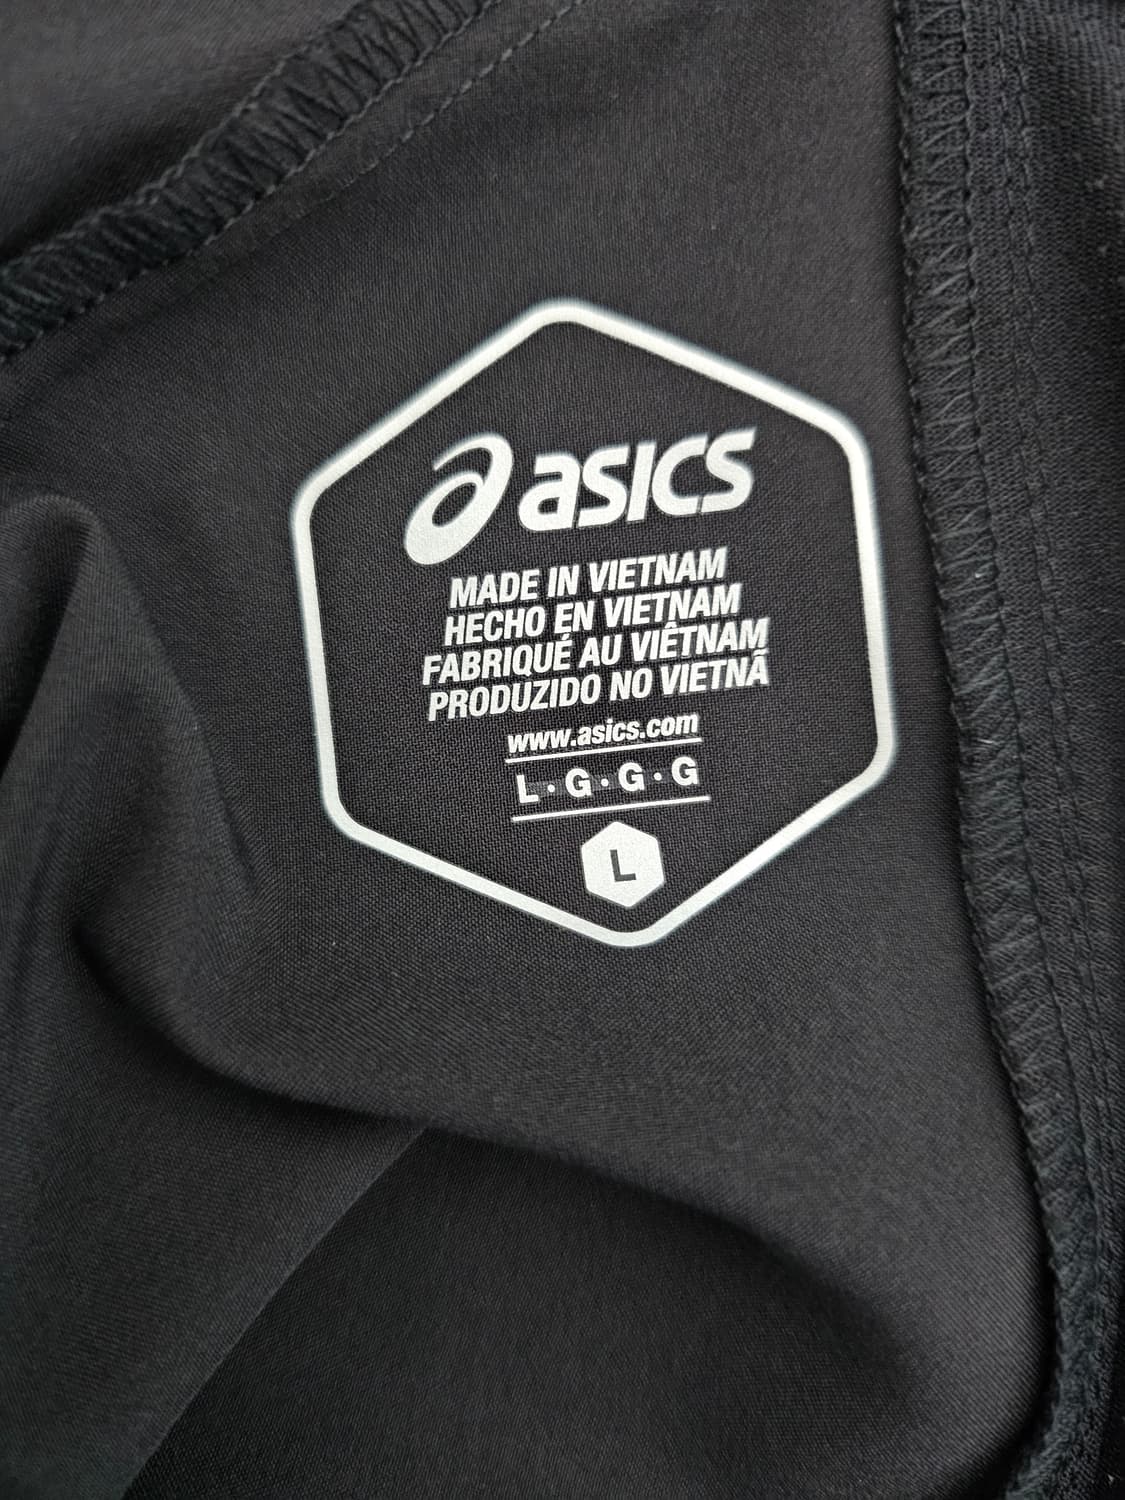 asics
MADE IN VIETNAM
HECHO EN VIETNAM
FABRIQUÉ AU VIÊTNAM
PRODUZIDO NO VIETNÃ
www.asics.com
L·G·G·G
L